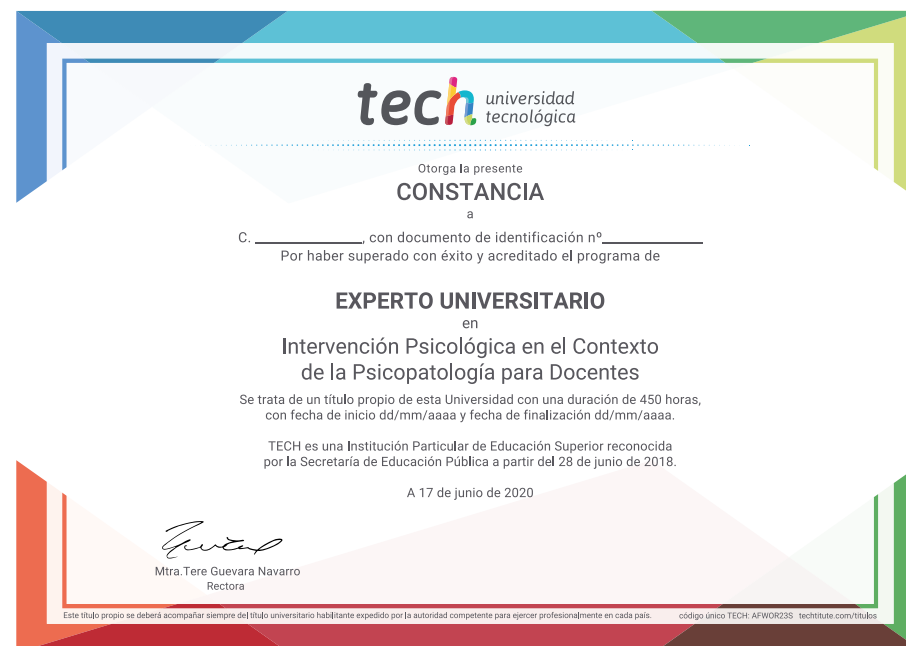 tech universidad
tecnológica
Otorga la presente
CONSTANCIA
a
C. ____________, con documento de identificación nº____________
Por haber superado con éxito y acreditado el programa de
EXPERTO UNIVERSITARIO
en
Intervención Psicológica en el Contexto
de la Psicopatología para Docentes
Se trata de un título propio de esta Universidad con una duración de 450 horas,
con fecha de inicio dd/mm/aaaa y fecha de finalización dd/mm/aaaa.
TECH es una Institución Particular de Educación Superior reconocida
por la Secretaría de Educación Pública a partir del 28 de junio de 2018.
A 17 de junio de 2020
Mtra.Tere Guevara Navarro
Rectora
Este título propio se deberá acompañar siempre del título universitario habilitante expedido por la autoridad competente para ejercer profesionalmente en cada país. código único TECH: AFWOR23S techtitute.com/títulos